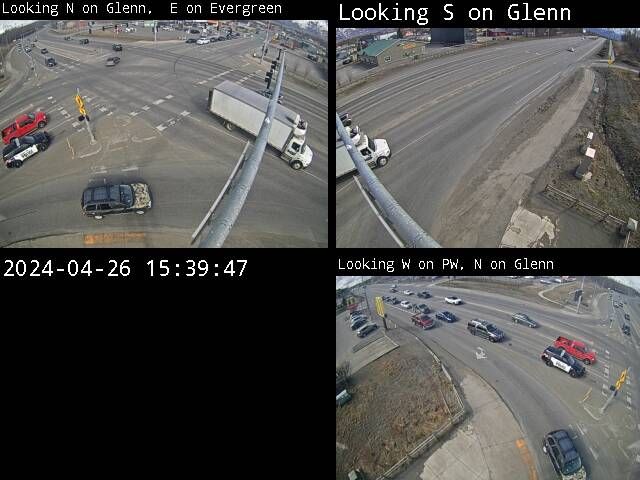 Looking N on Glenn,  E on Evergreen
Looking S on Glenn
2024-04-26 15:39:47
Looking W on PW, N on Glenn